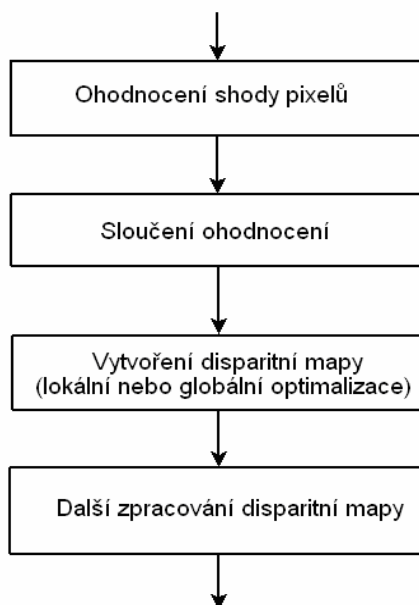 Ohodnocení shody pixelů
Sloučení ohodnocení
Vytvoření disparitní mapy
(lokální nebo globální optimalizace)
Další zpracování disparitní mapy